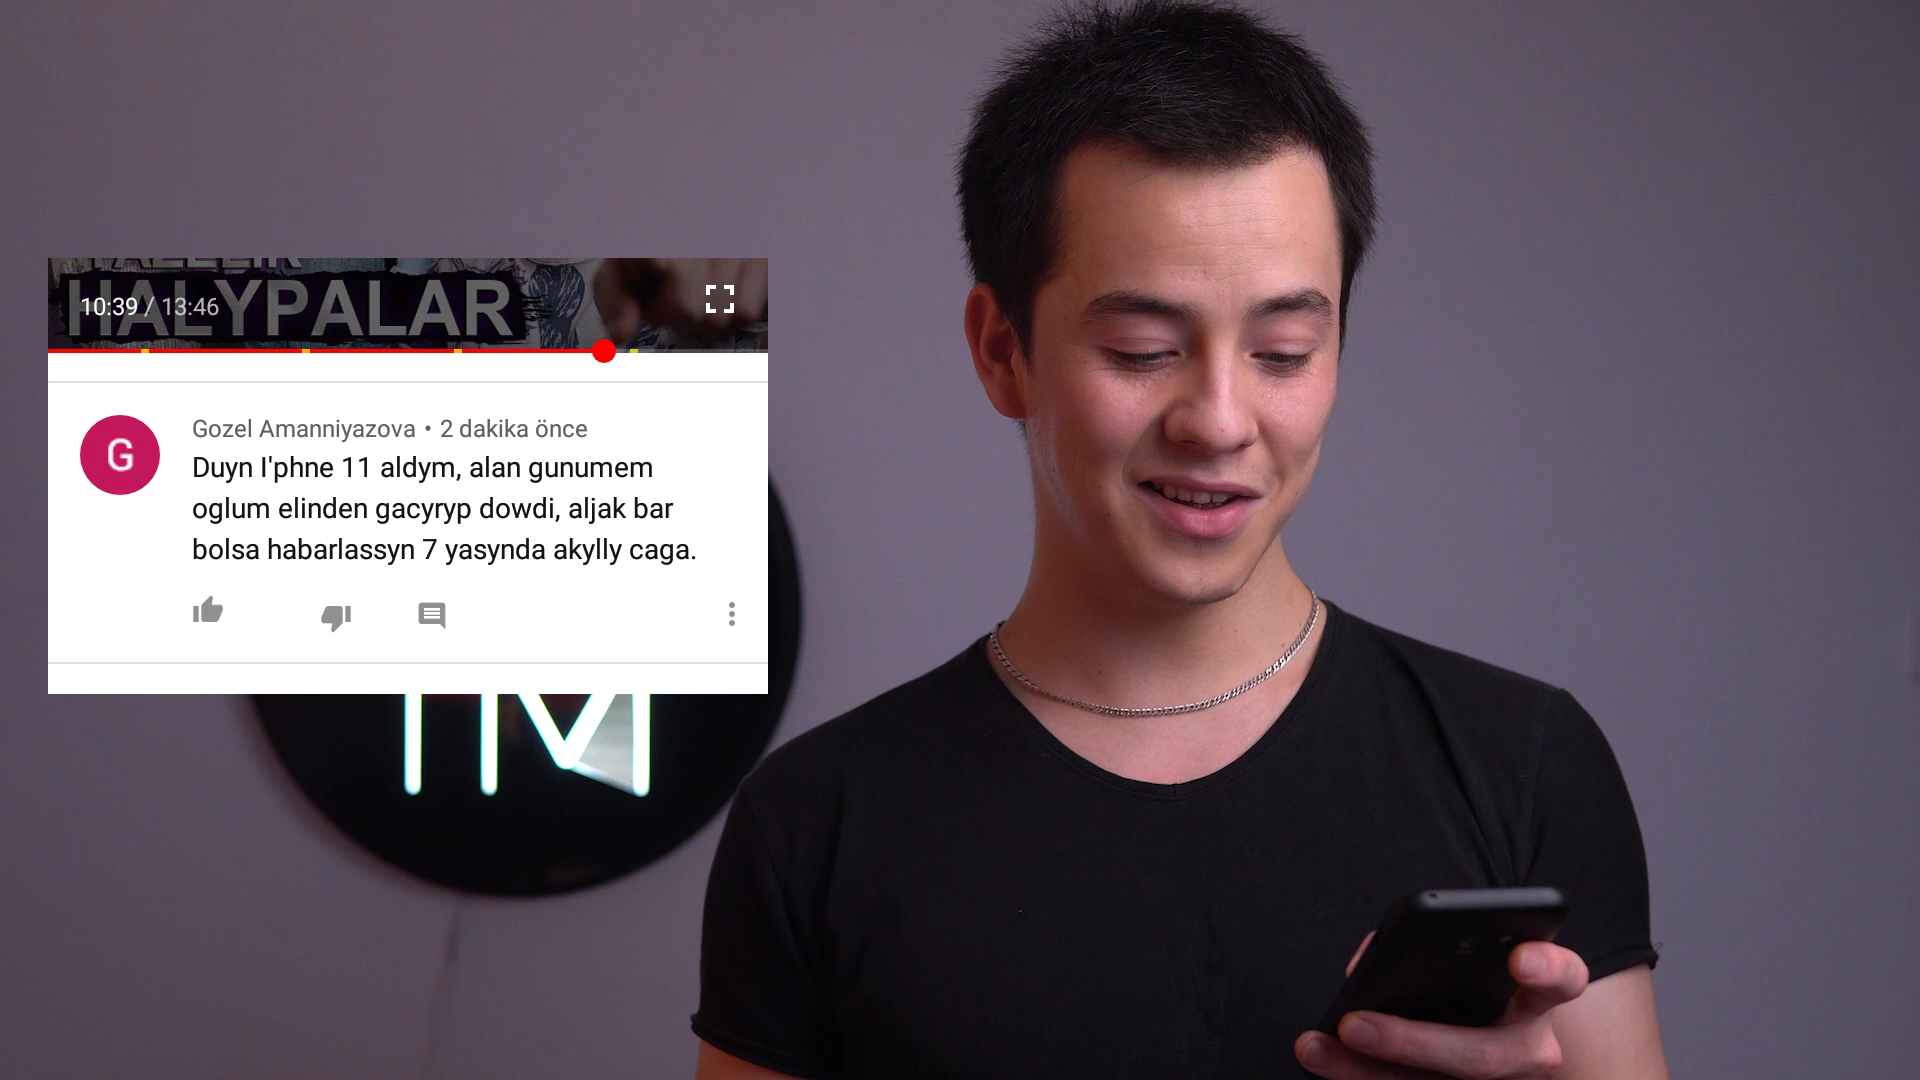 HALYPALAR
10:39 / 13:46
G
Gozel Amanniyazova • 2 dakika önce
Duyn I'phne 11 aldym, alan gunumem
oglum elinden gacyryp dowdi, aljak bar
bolsa habarlassyn 7 yasynda akylly caga.